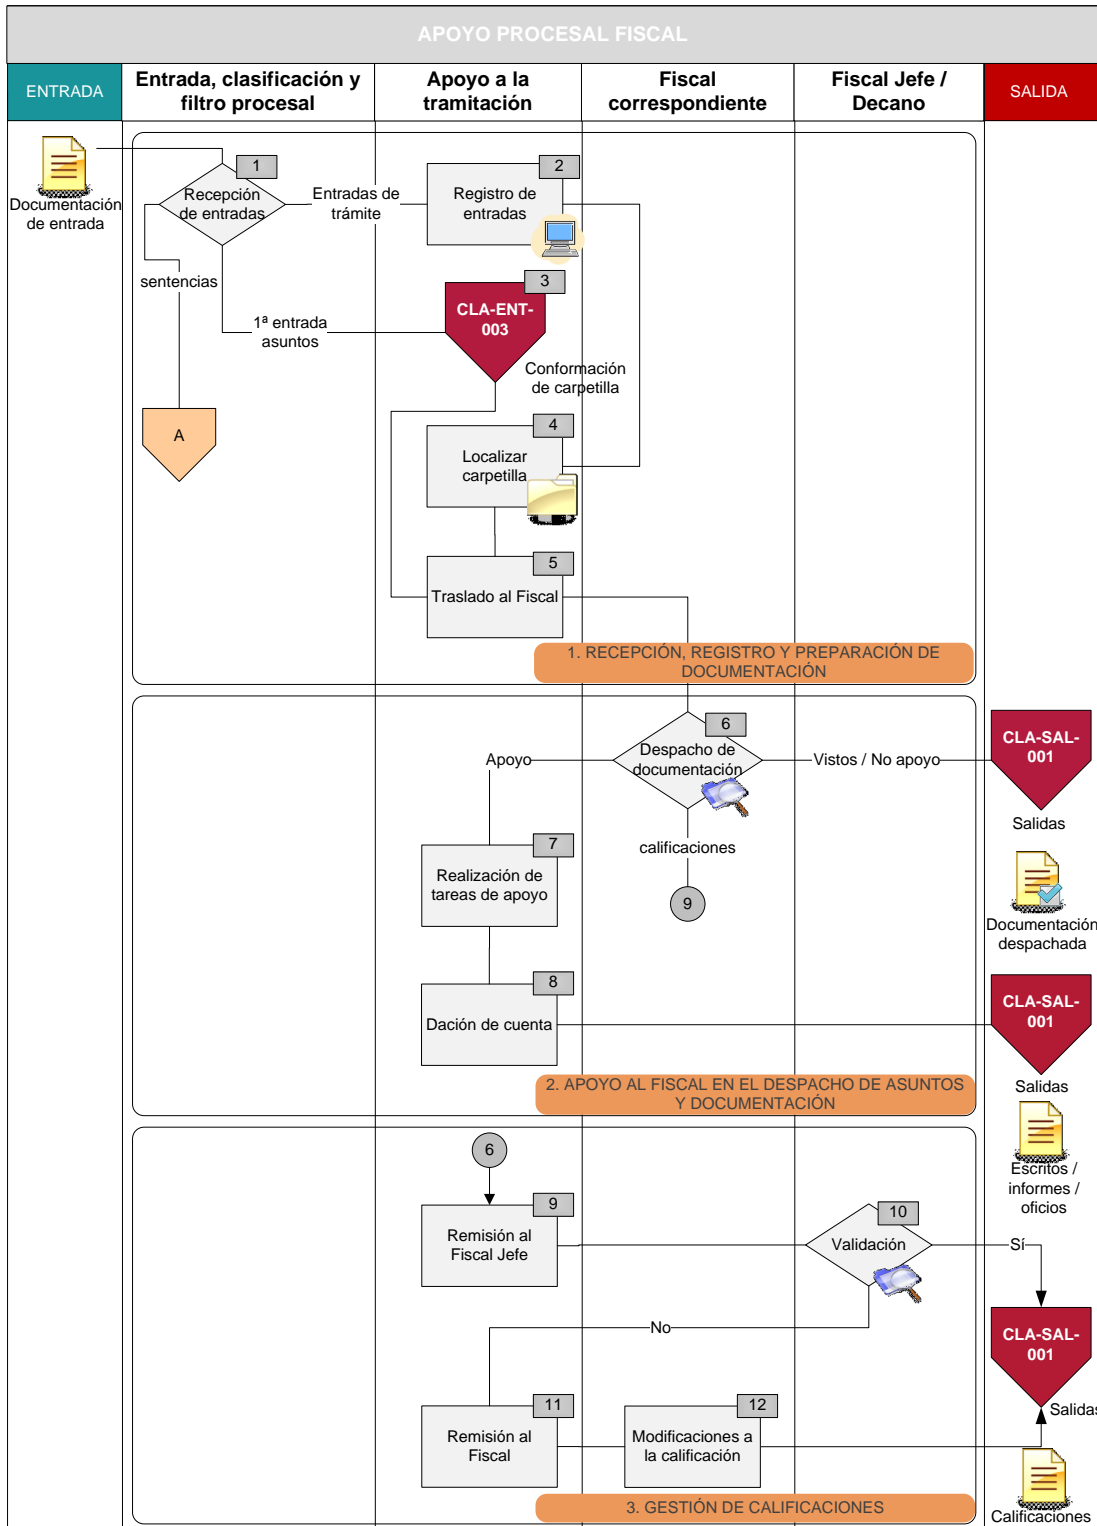 APOYO PROCESAL FISCAL
ENTRADA
Entrada, clasificación y
filtro procesal
Apoyo a la
tramitación
Fiscal
correspondiente
Fiscal Jefe /
Decano
SALIDA
Documentación
de entrada
1
Recepción
de entradas
Entradas de
trámite
2
Registro de
entradas
sentencias
1ª entrada
asuntos
3
CLA-ENT-
003
Conformación
de carpetilla
A
4
Localizar
carpetilla
5
Traslado al Fiscal
1. RECEPCIÓN, REGISTRO Y PREPARACIÓN DE
DOCUMENTACIÓN
6
Despacho de
documentación
Apoyo
Vistos / No apoyo
CLA-SAL-
001
Salidas
calificaciones
9
7
Realización de
tareas de apoyo
Documentación
despachada
8
Dación de cuenta
CLA-SAL-
001
Salidas
2. APOYO AL FISCAL EN EL DESPACHO DE ASUNTOS
Y DOCUMENTACIÓN
Escritos /
informes /
oficios
6
9
Remisión al
Fiscal Jefe
10
Validación
Sí
No
CLA-SAL-
001
Salidas
11
Remisión al
Fiscal
12
Modificaciones a
la calificación
Calificaciones
3. GESTIÓN DE CALIFICACIONES